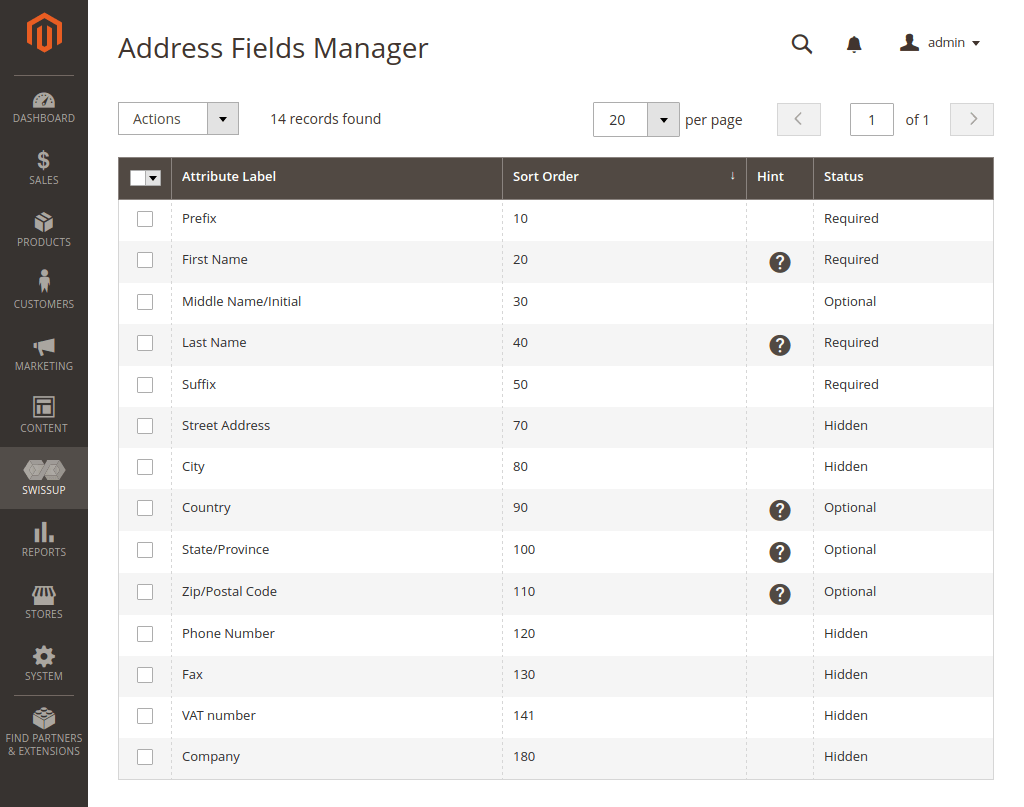 Address Fields Manager
admin
Actions
14 records found
20
per page
1
of 1
Attribute Label Sort Order ↓ Hint Status
Prefix 10 Required
First Name 20 ? Required
Middle Name/Initial 30 Optional
Last Name 40 ? Required
Suffix 50 Required
Street Address 70 Hidden
City 80 Hidden
Country 90 ? Optional
State/Province 100 ? Optional
Zip/Postal Code 110 ? Optional
Phone Number 120 Hidden
Fax 130 Hidden
VAT number 141 Hidden
Company 180 Hidden
DASHBOARD
$
SALES
PRODUCTS
CUSTOMERS
MARKETING
CONTENT
SWISSUP
REPORTS
STORES
SYSTEM
FIND PARTNERS
& EXTENSIONS